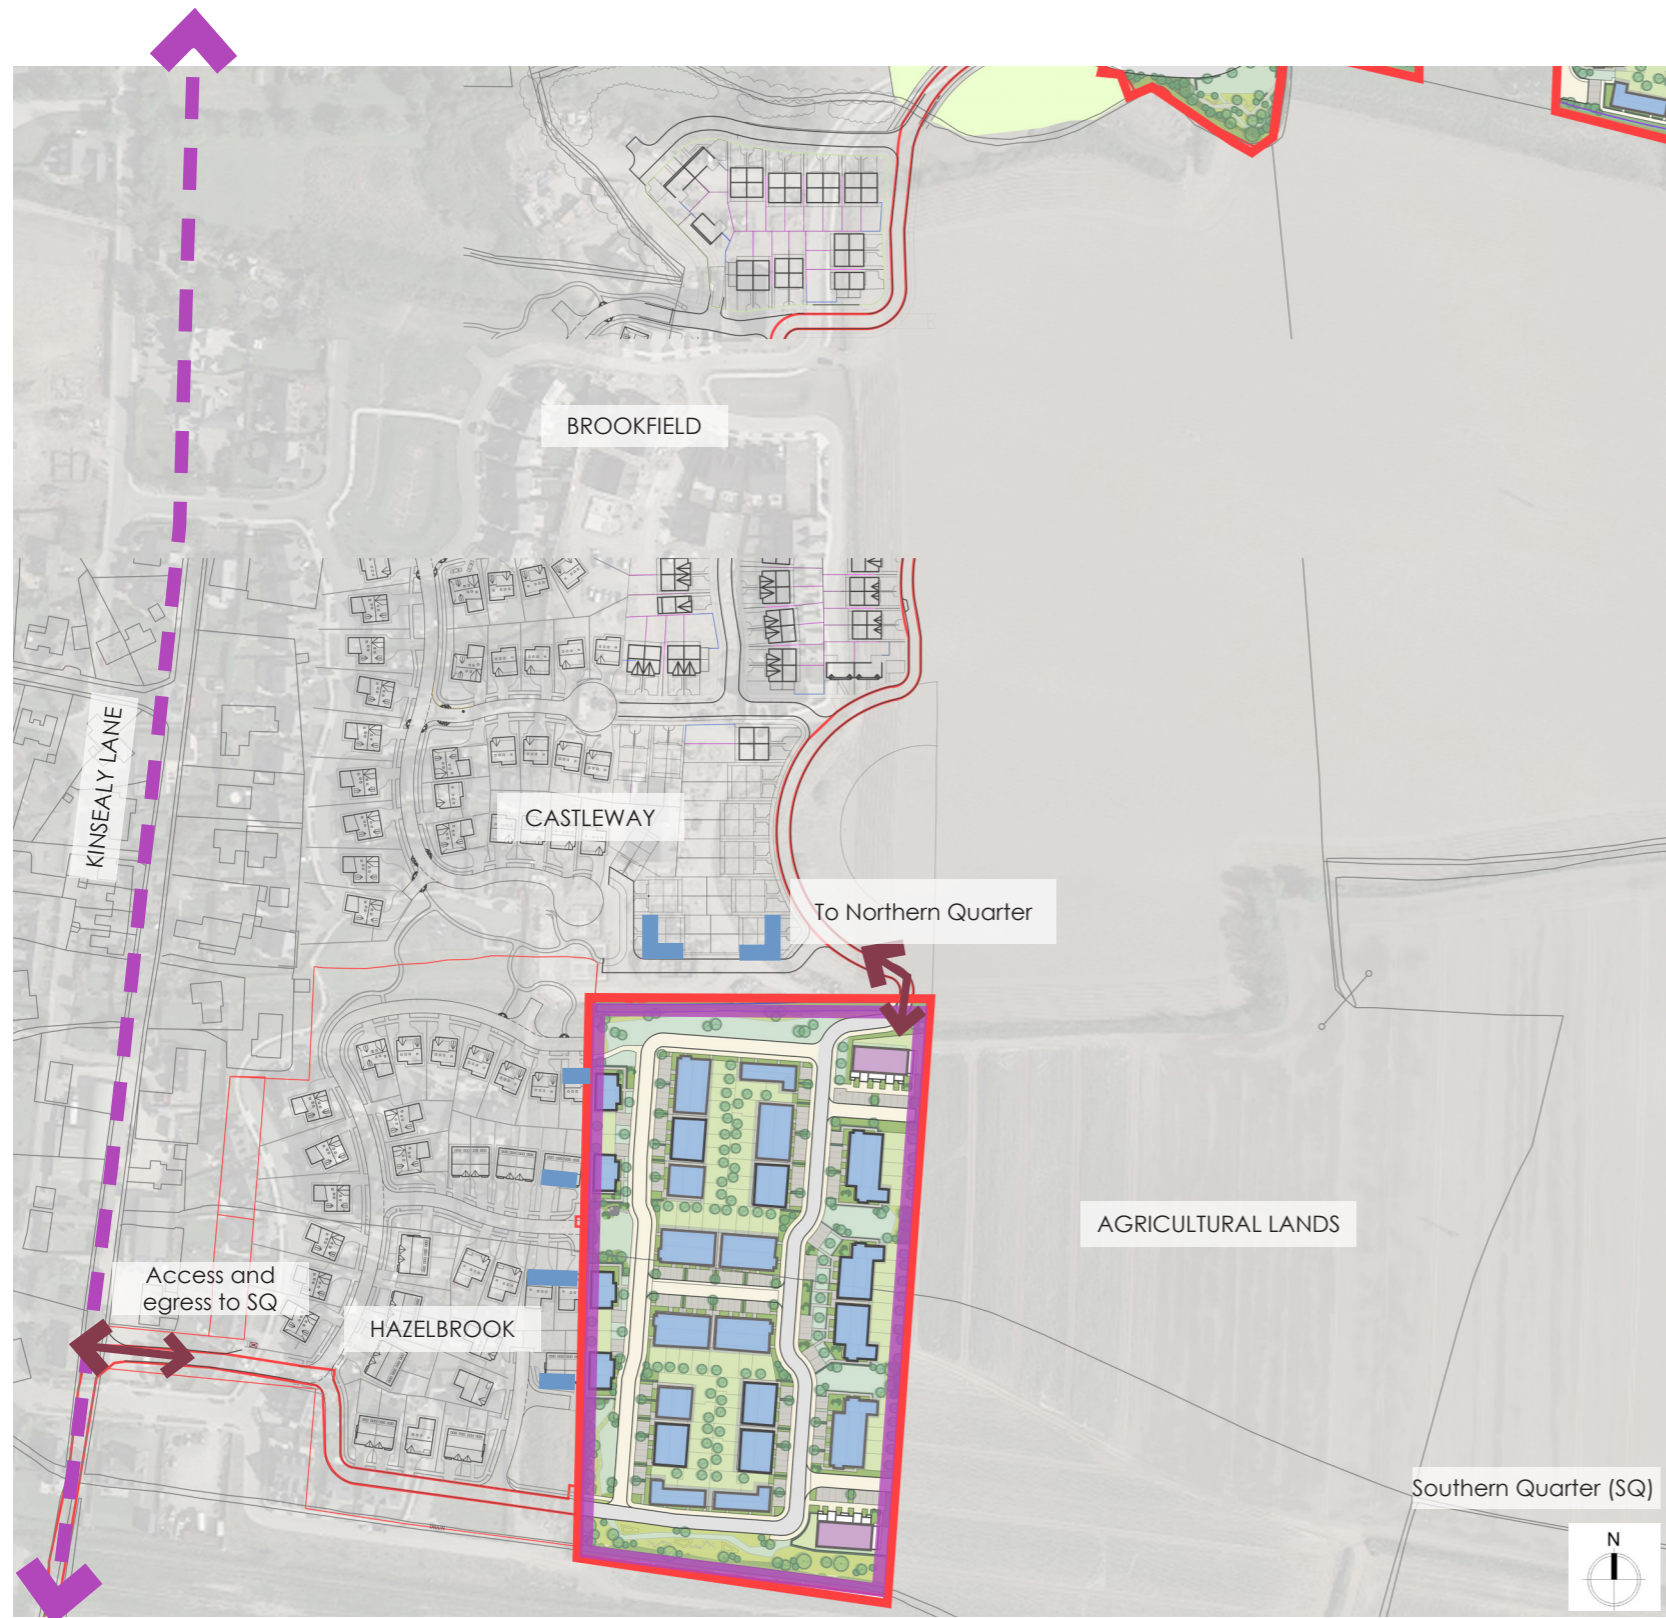 BROOKFIELD
KINSEALY LANE
CASTLEWAY
To Northern Quarter
AGRICULTURAL LANDS
Access and
egress to SQ
HAZELBROOK
Southern Quarter (SQ)
N